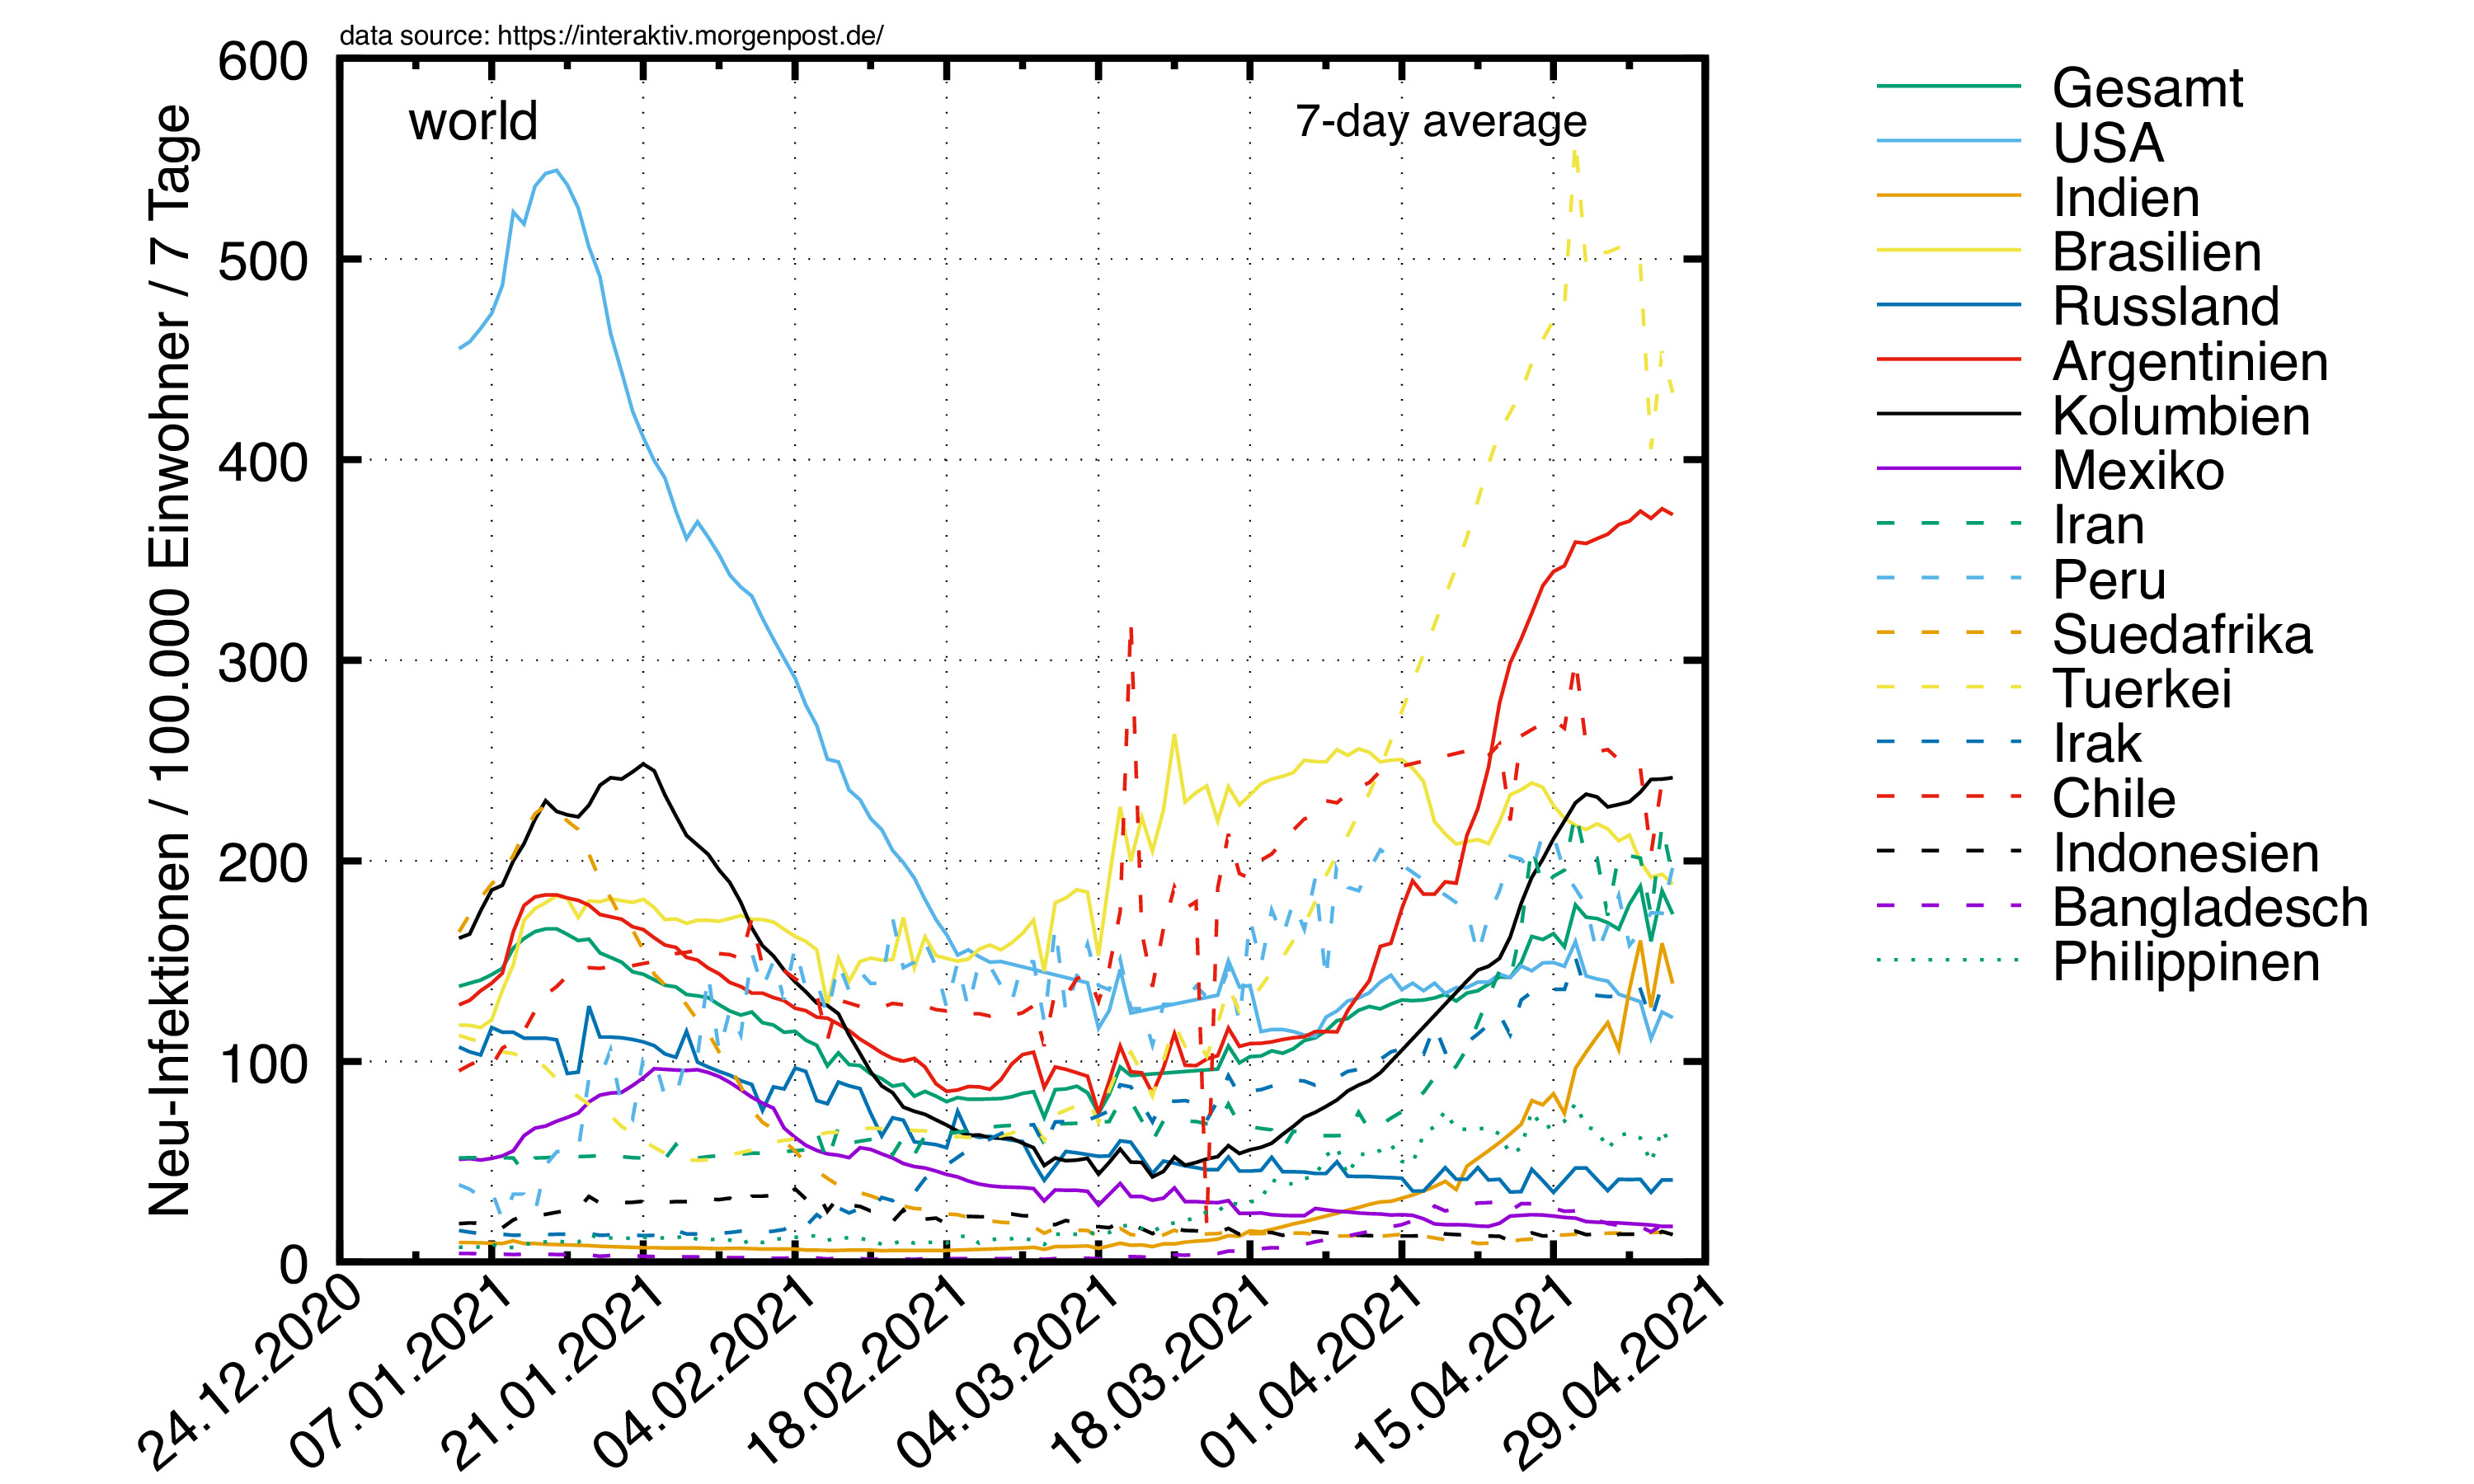 data source: https://interaktiv.morgenpost.de/
world
7-day average
Neu-Infektionen / 100.000 Einwohner / 7 Tage
600
500
400
300
200
100
0
24.12.2020
07.01.2021
21.01.2021
04.02.2021
18.02.2021
04.03.2021
18.03.2021
01.04.2021
15.04.2021
29.04.2021
Gesamt
USA
Indien
Brasilien
Russland
Argentinien
Kolumbien
Mexiko
Iran
Peru
Suedafrika
Tuerkei
Irak
Chile
Indonesien
Bangladesch
Philippinen